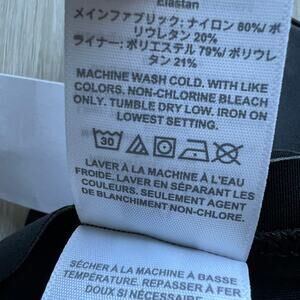 Elastan
メインファブリック: ナイロン 80%/ ポ
リウレタン 20%
ライナー: ポリエステル 79%/ ポリウレ
タン 21%
MACHINE WASH COLD. WITH LIKE
COLORS. NON-CHLORINE BLEACH
ONLY. TUMBLE DRY LOW. IRON ON
LOWEST SETTING.
30
LAVER À LA MACHINE À L'EAU
FROIDE. LAVER EN SÉPARANT LES
COULEURS. SEULEMENT AGENT
DE BLANCHIMENT NON-CHLORE.
SÉCHER À LA MACHINE À BASSE
TEMPÉRATURE. REPASSER À FER
DOUX SI NÉCESSAIRE